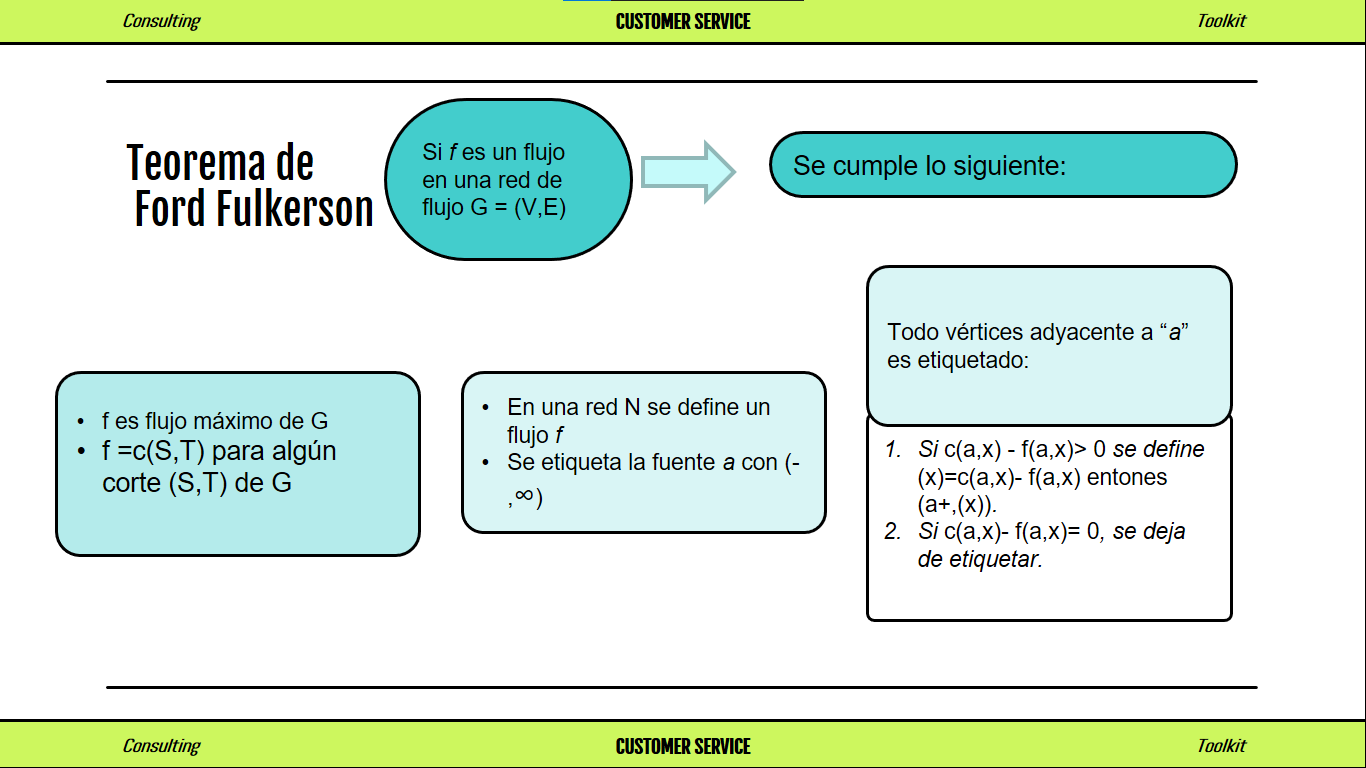 Consulting
CUSTOMER SERVICE
Toolkit
Teorema de
Ford Fulkerson
Si f es un flujo
en una red de
flujo G = (V,E)
Se cumple lo siguiente:
• f es flujo máximo de G
• f =c(S,T) para algún
corte (S,T) de G
• En una red N se define un
flujo f
• Se etiqueta la fuente a con (-
,∞)
Todo vértices adyacente a “a”
es etiquetado:
1. Si c(a,x) - f(a,x)> 0 se define
(x)=c(a,x)- f(a,x) entones
(a+,(x)).
2. Si c(a,x)- f(a,x)= 0, se deja
de etiquetar.
Consulting
CUSTOMER SERVICE
Toolkit